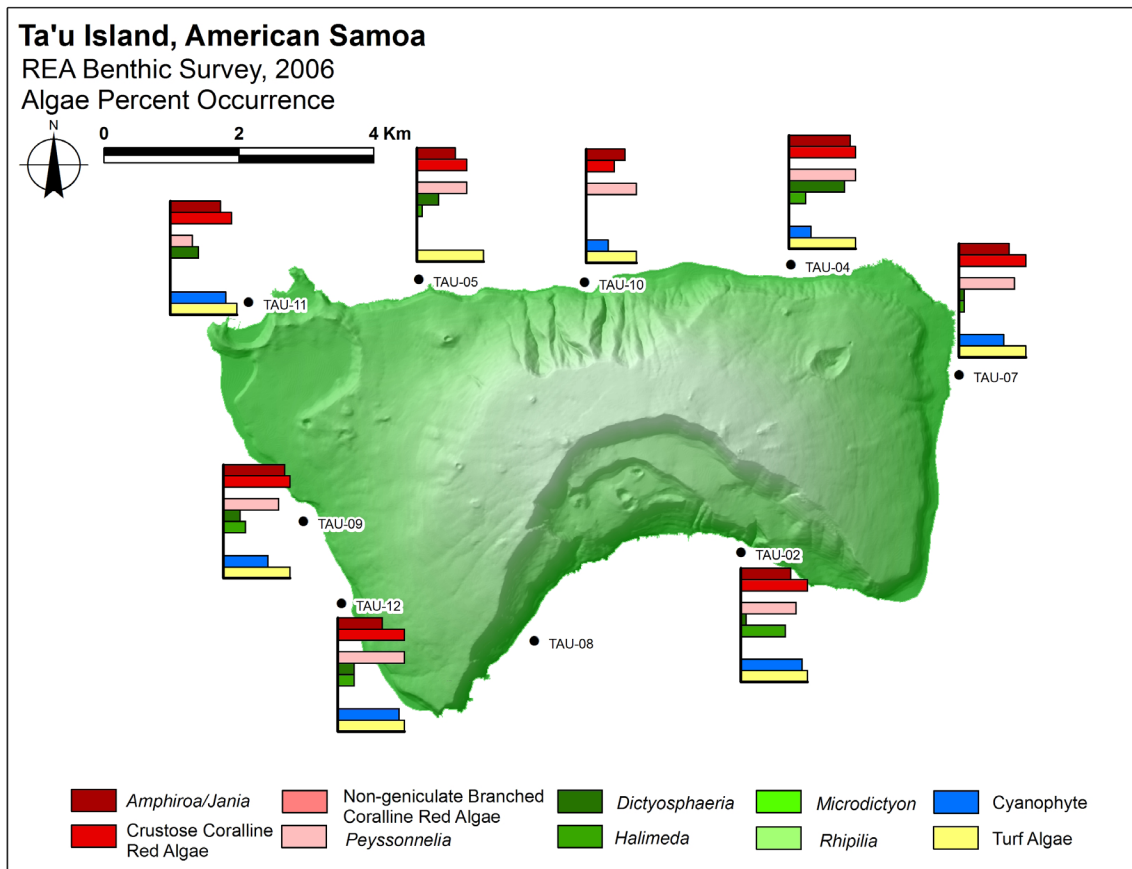 Ta'u Island, American Samoa
REA Benthic Survey, 2006
Algae Percent Occurrence
N
0 2 4 Km
TAU-04
TAU-05
TAU-10
TAU-11
TAU-07
TAU-09
TAU-02
TAU-12
TAU-08
Amphiroa/Jania
Crustose Coralline
Red Algae
Non-geniculate Branched
Coralline Red Algae
Peyssonnelia
Dictyosphaeria
Halimeda
Microdictyon
Rhipilia
Cyanophyte
Turf Algae